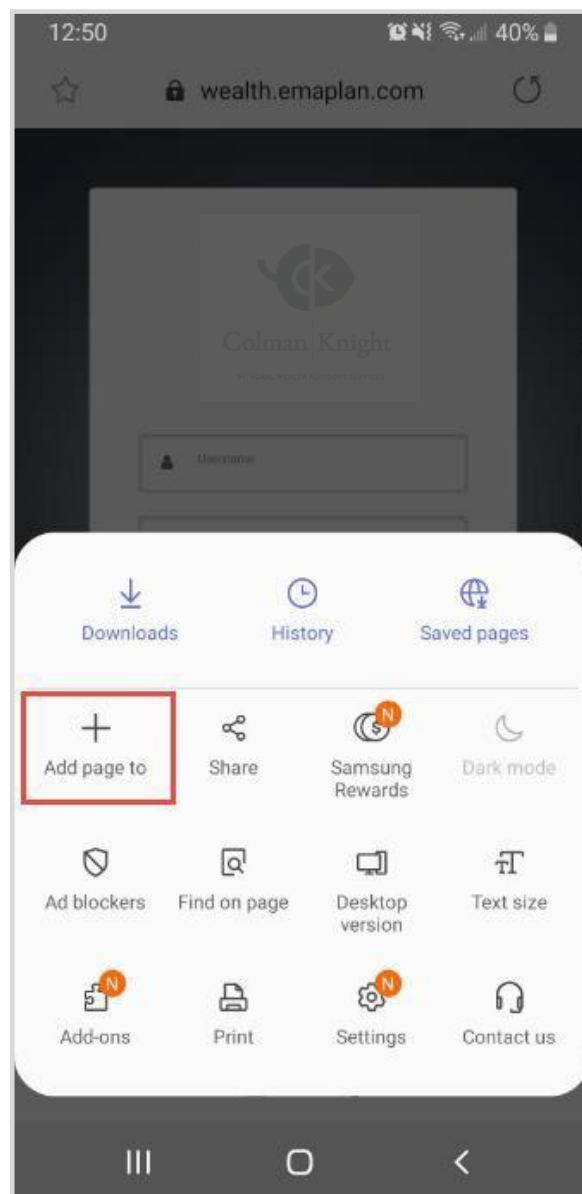 12:50
40%
wealth.emaplan.com
CK
Colman Knight
Username
Downloads
History
Saved pages
Add page to
Share
N
Samsung
Rewards
Dark mode
Ad blockers
Find on page
Desktop
version
Text size
N
Add-ons
Print
N
Settings
Contact us